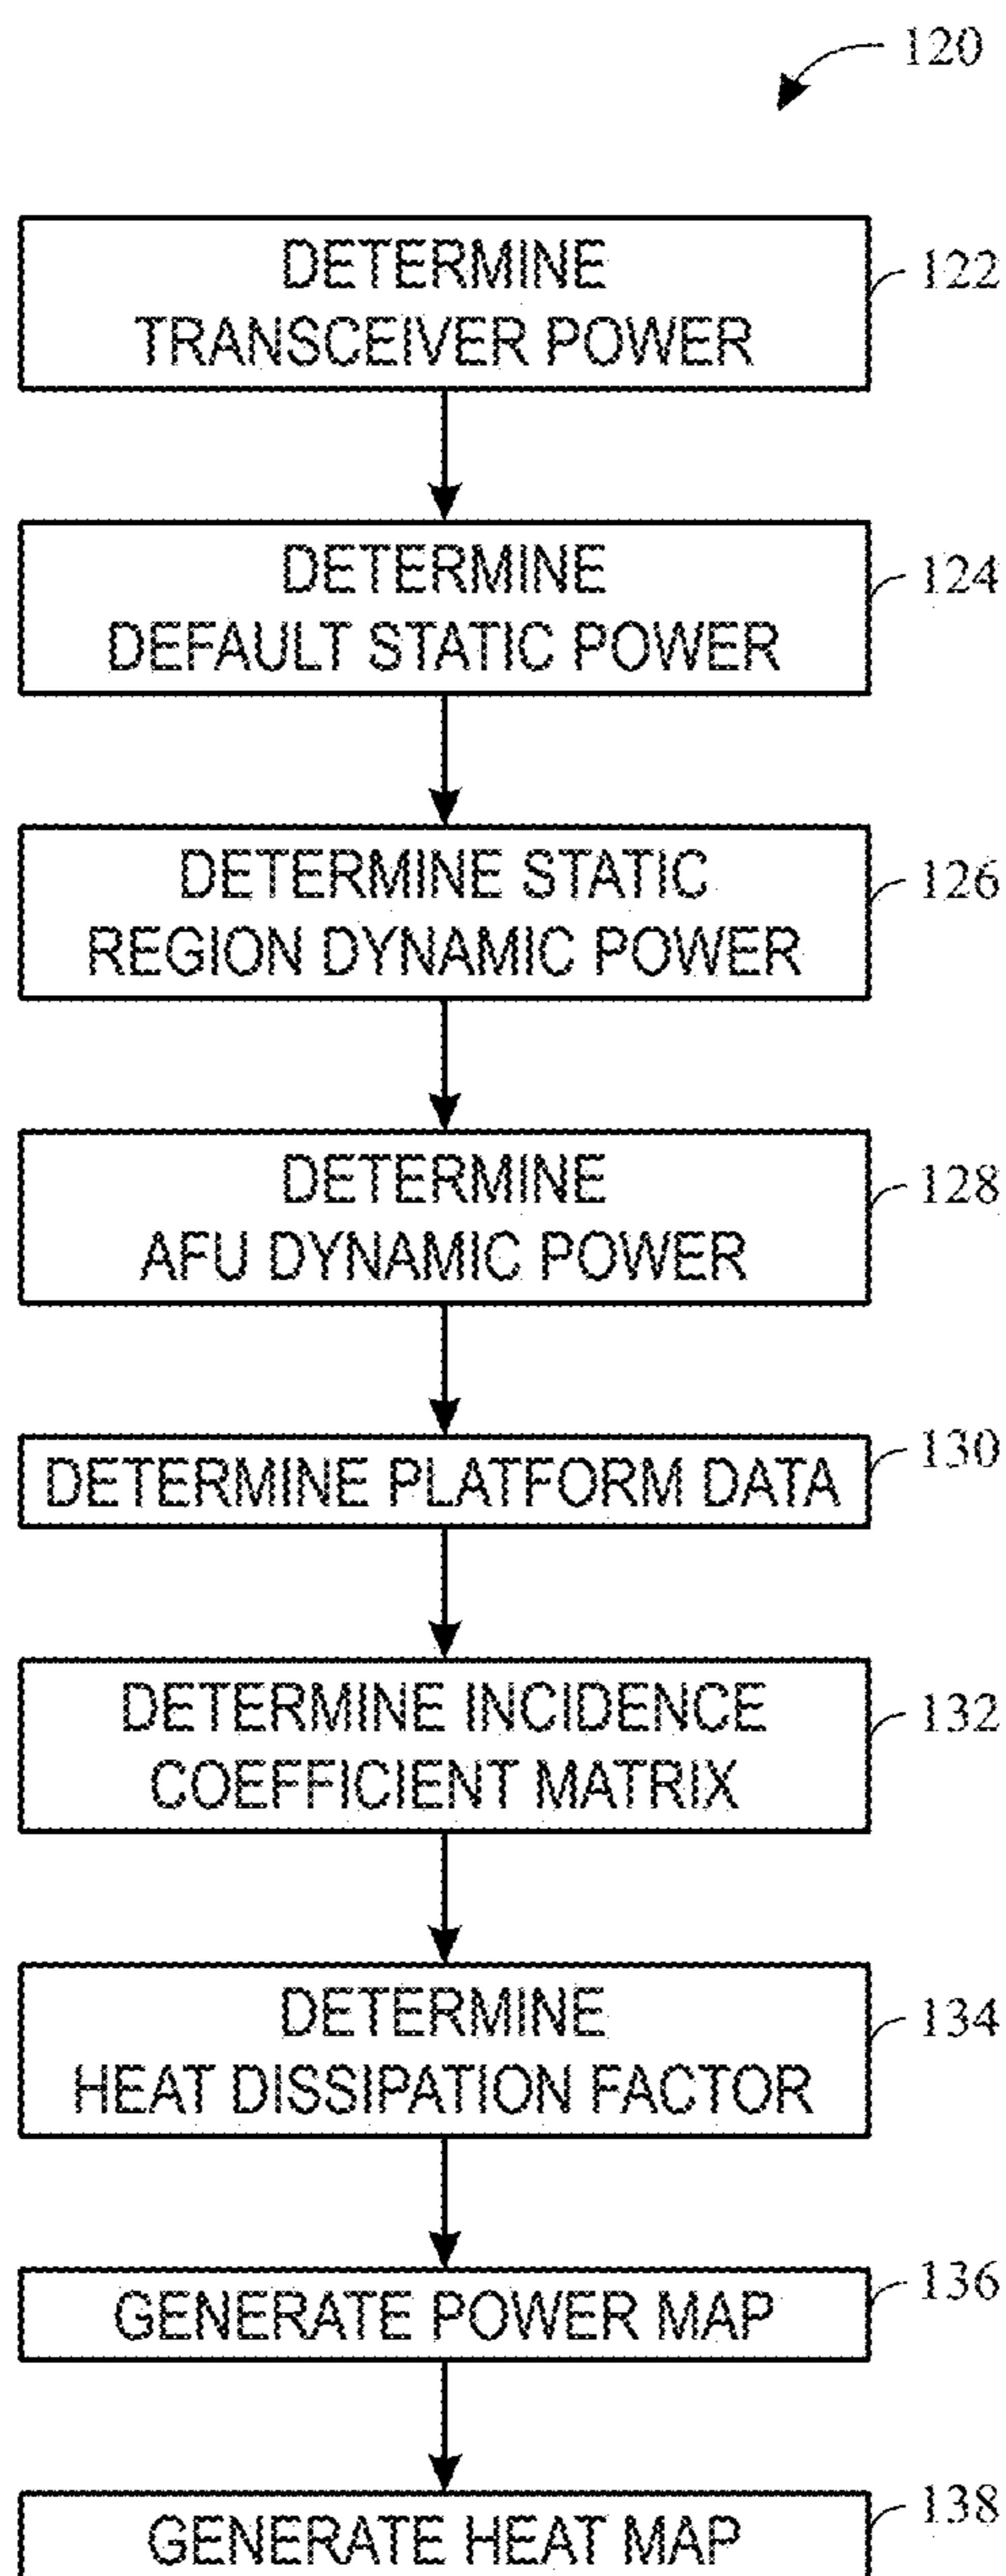 120
DETERMINE
TRANSCEIVER POWER
122
DETERMINE
DEFAULT STATIC POWER
124
DETERMINE STATIC
REGION DYNAMIC POWER
126
DETERMINE
AFU DYNAMIC POWER
128
DETERMINE PLATFORM DATA
130
DETERMINE INCIDENCE
COEFFICIENT MATRIX
132
DETERMINE
HEAT DISSIPATION FACTOR
134
GENERATE POWER MAP
136
GENERATE HEAT MAP
138